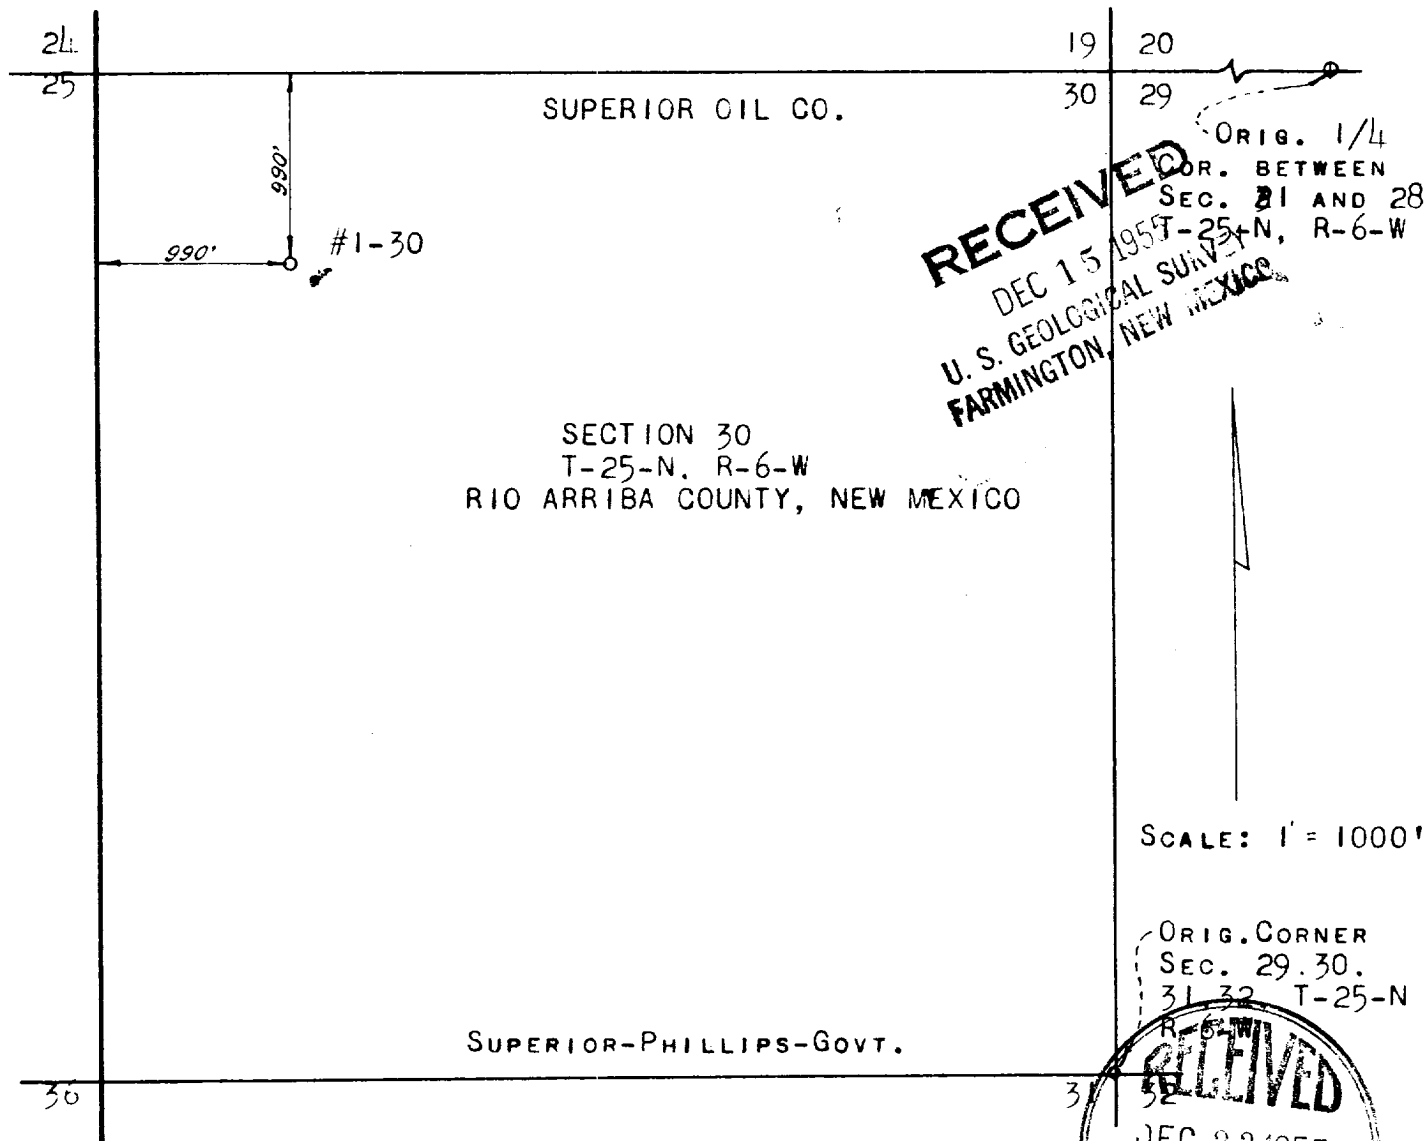 24
19 20
25
30 29
SUPERIOR OIL CO.
ORIG. 1/4
COR. BETWEEN
SEC. 21 AND 28
T-25-N, R-6-W
990'
990'
#1-30
RECEIVED
DEC 15 1955
U. S. GEOLOGICAL SURVEY
FARMINGTON, NEW MEXICO
SECTION 30
T-25-N. R-6-W
RIO ARRIBA COUNTY, NEW MEXICO
SCALE: 1" = 1000'
ORIG. CORNER
SEC. 29.30.
31.32. T-25-N
R-6-W
SUPERIOR-PHILLIPS-GOVT.
RECEIVED
36
31 32
DEC